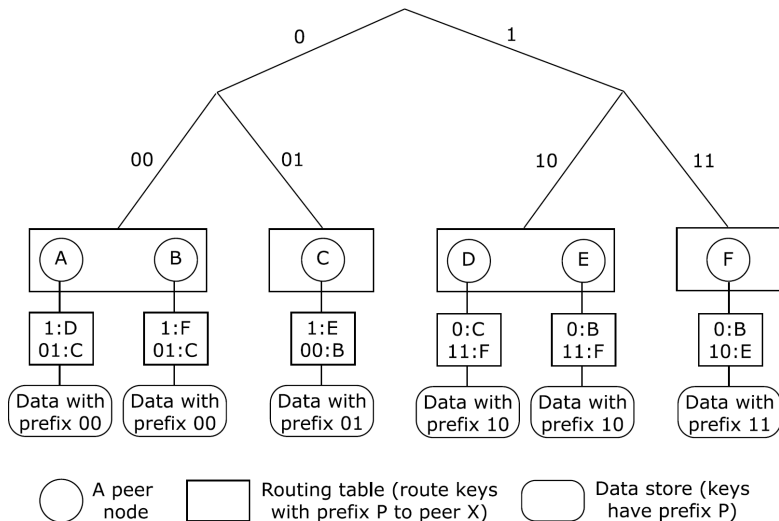 0
1
00
01
10
11
A
B
C
D
E
F
1:D
01:C
1:F
01:C
1:E
00:B
0:C
11:F
0:B
11:F
0:B
10:E
Data with
prefix 00
Data with
prefix 00
Data with
prefix 01
Data with
prefix 10
Data with
prefix 10
Data with
prefix 11
A peer
node
Routing table (route keys
with prefix P to peer X)
Data store (keys
have prefix P)